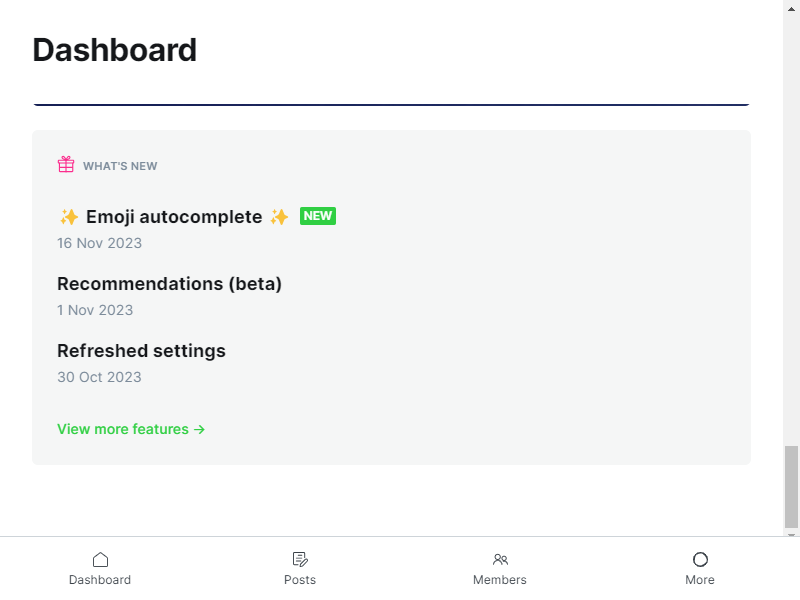 Dashboard
WHAT'S NEW
✨ Emoji autocomplete ✨ NEW
16 Nov 2023
Recommendations (beta)
1 Nov 2023
Refreshed settings
30 Oct 2023
View more features →
Dashboard
Posts
Members
More